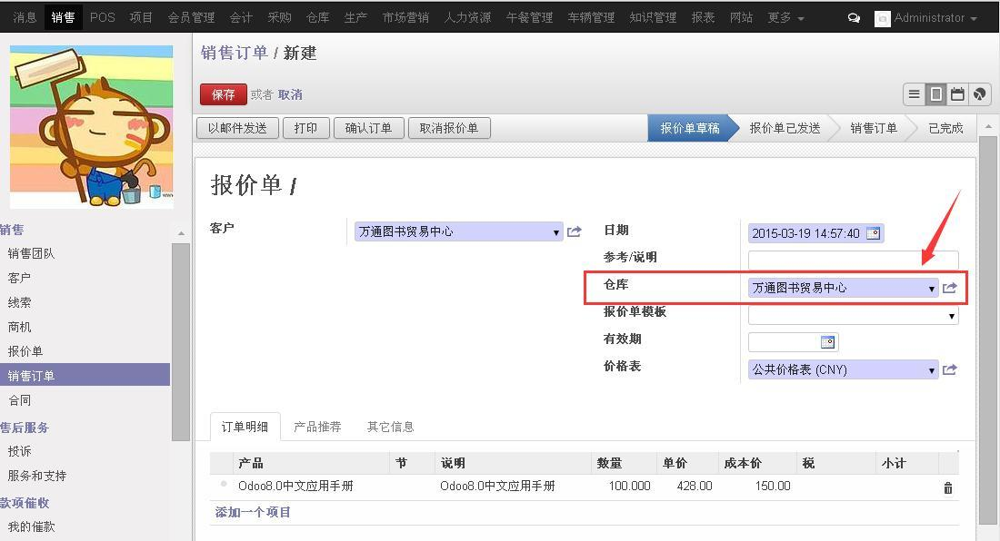 消息 销售 POS 项目 会员管理 会计 采购 仓库 生产 市场营销 人力资源 午餐管理 车辆管理 知识管理 报表 网站 更多 Administrator
销售订单 / 新建
保存 或者 取消
以邮件发送 打印 确认订单 取消报价单 报价单草稿 报价单已发送 销售订单 已完成
报价单 /
客户 万通图书贸易中心
日期 2015-03-19 14:57:40
参考/说明
仓库 万通图书贸易中心
报价单模板
有效期
价格表 公共价格表 (CNY)
订单明细 产品推荐 其它信息
产品 节 说明 数量 单价 成本价 税 小计
Odoo8.0中文应用手册 Odoo8.0中文应用手册 100.000 428.00 150.00
添加一个项目
销售
销售团队
客户
线索
商机
报价单
销售订单
合同
售后服务
投诉
服务和支持
款项催收
我的催款